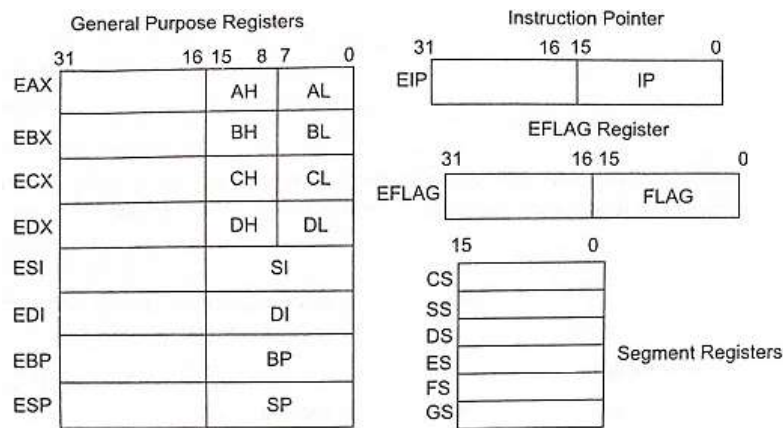 General Purpose Registers
31 16 15 8 7 0
EAX AH AL
EBX BH BL
ECX CH CL
EDX DH DL
ESI SI
EDI DI
EBP BP
ESP SP
Instruction Pointer
31 16 15 0
EIP IP
EFLAG Register
31 16 15 0
EFLAG FLAG
15 0
CS
SS
DS
ES
FS
GS
Segment Registers